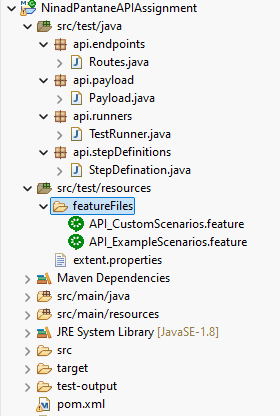 NinadPantaneAPIAssignment
src/test/java
api.endpoints
Routes.java
api.payload
Payload.java
api.runners
TestRunner.java
api.stepDefinitions
StepDefination.java
src/test/resources
featureFiles
API_CustomScenarios.feature
API_ExampleScenarios.feature
extent.properties
Maven Dependencies
src/main/java
src/main/resources
JRE System Library [JavaSE-1.8]
src
target
test-output
pom.xml